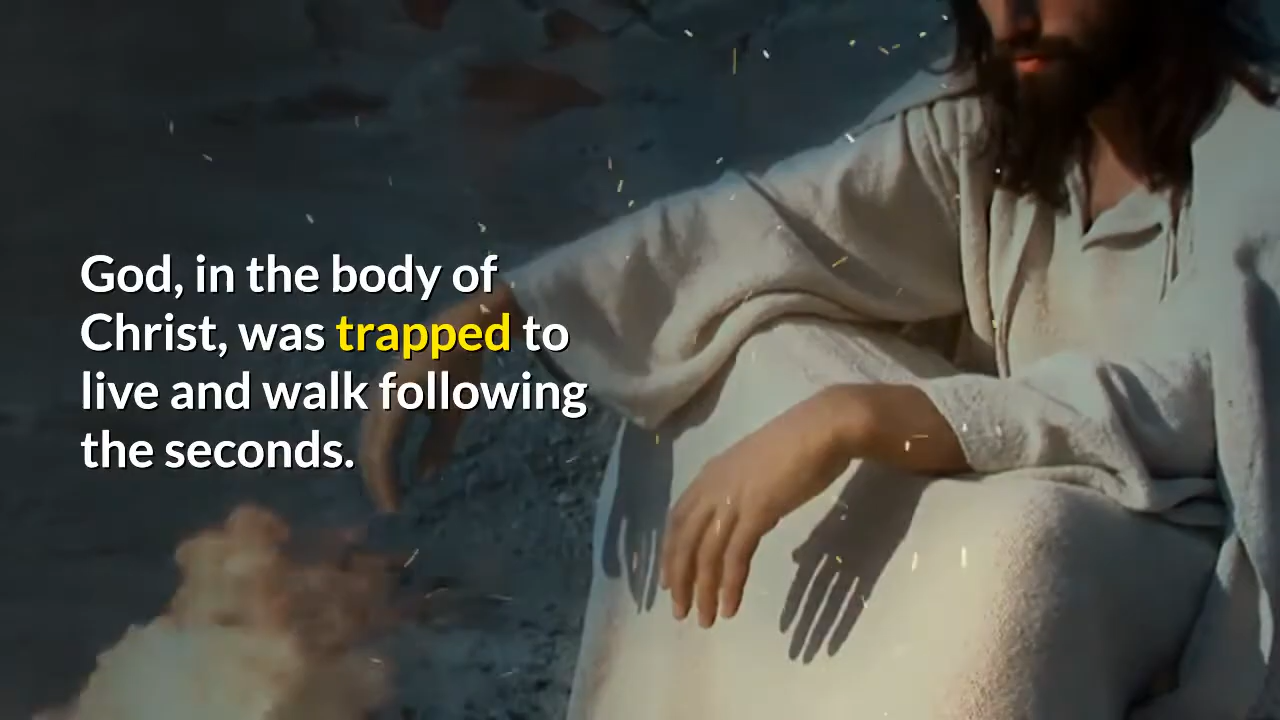 God, in the body of
Christ, was trapped to
live and walk following
the seconds.